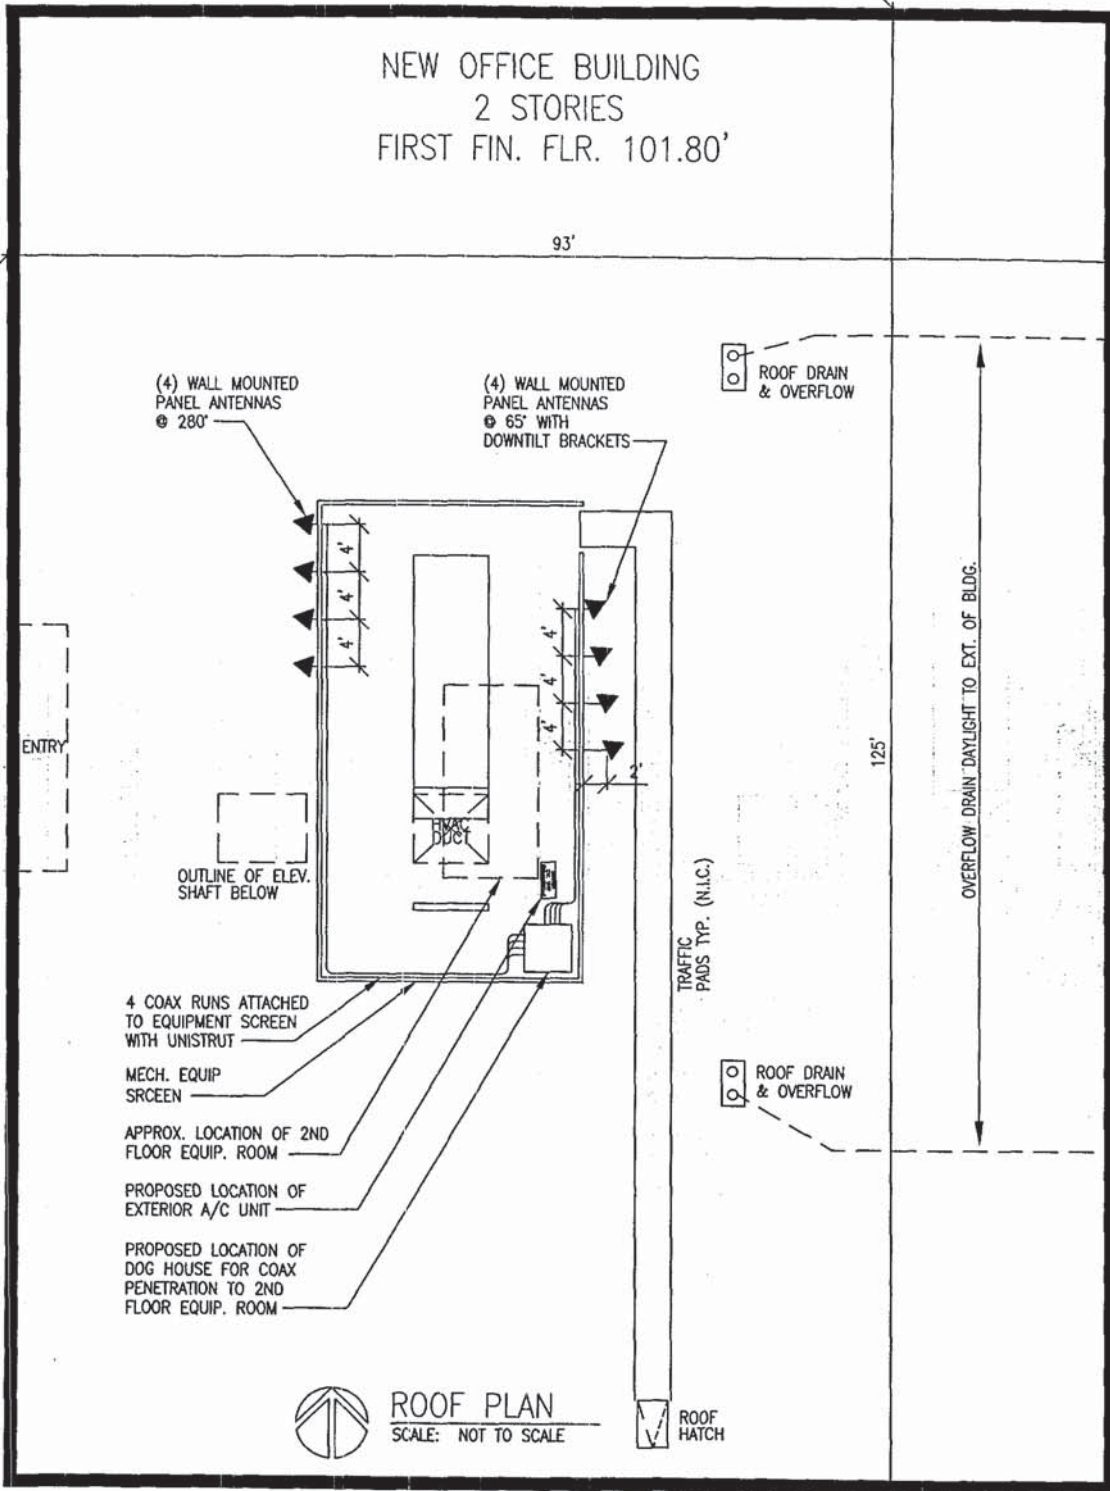 NEW OFFICE BUILDING
2 STORIES
FIRST FIN. FLR. 101.80'
93'
(4) WALL MOUNTED
PANEL ANTENNAS
@ 280°
(4) WALL MOUNTED
PANEL ANTENNAS
@ 65° WITH
DOWNTILT BRACKETS
ROOF DRAIN
& OVERFLOW
4'
4'
4'
4'
4'
4'
2'
ENTRY
HVAC
DUCT
OUTLINE OF ELEV.
SHAFT BELOW
125'
OVERFLOW DRAIN DAYLIGHT TO EXT. OF BLDG.
TRAFFIC
PADS TYP. (N.I.C.)
4 COAX RUNS ATTACHED
TO EQUIPMENT SCREEN
WITH UNISTRUT
MECH. EQUIP
SRCEEN
APPROX. LOCATION OF 2ND
FLOOR EQUIP. ROOM
PROPOSED LOCATION OF
EXTERIOR A/C UNIT
PROPOSED LOCATION OF
DOG HOUSE FOR COAX
PENETRATION TO 2ND
FLOOR EQUIP. ROOM
ROOF DRAIN
& OVERFLOW
ROOF PLAN
SCALE: NOT TO SCALE
ROOF
HATCH